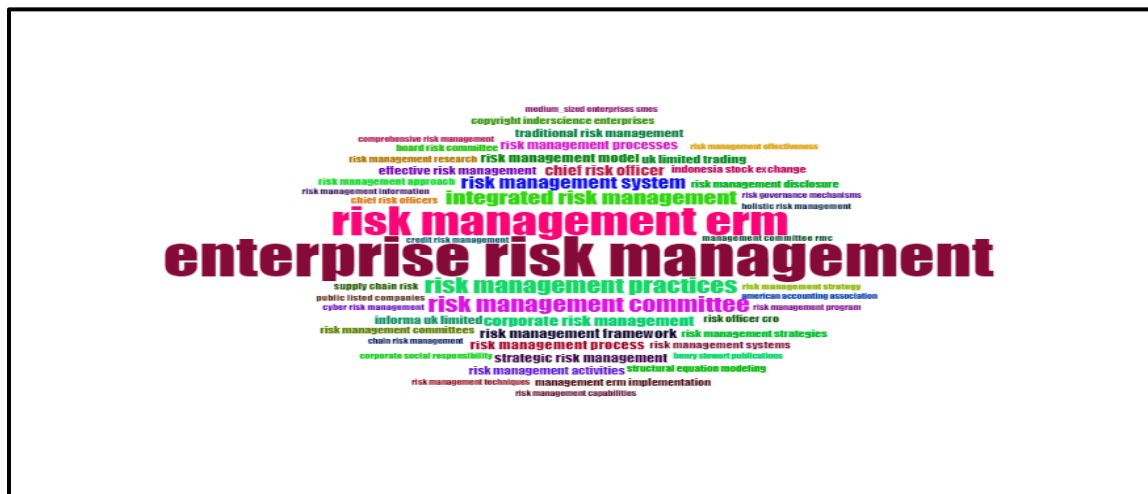 medium_sized enterprises smes
copyright inderscience enterprises
traditional risk management
comprehensive risk management
risk management processes
board risk committee
risk management effectiveness
risk management research
risk management model
uk limited trading
effective risk management
chief risk officer
indonesia stock exchange
risk management approach
risk management system
risk management disclosure
risk management information
integrated risk management
risk governance mechanisms
chief risk officers
holistic risk management
risk management erm
credit risk management
management committee rmc
enterprise risk management
supply chain risk
risk management practices
risk management strategy
public listed companies
risk management committee
american accounting association
cyber risk management
risk management program
informa uk limited
corporate risk management
risk officer cro
risk management committees
risk management framework
risk management strategies
chain risk management
risk management process
risk management systems
corporate social responsibility
strategic risk management
henry stewart publications
risk management activities
structural equation modeling
risk management techniques
management erm implementation
risk management capabilities